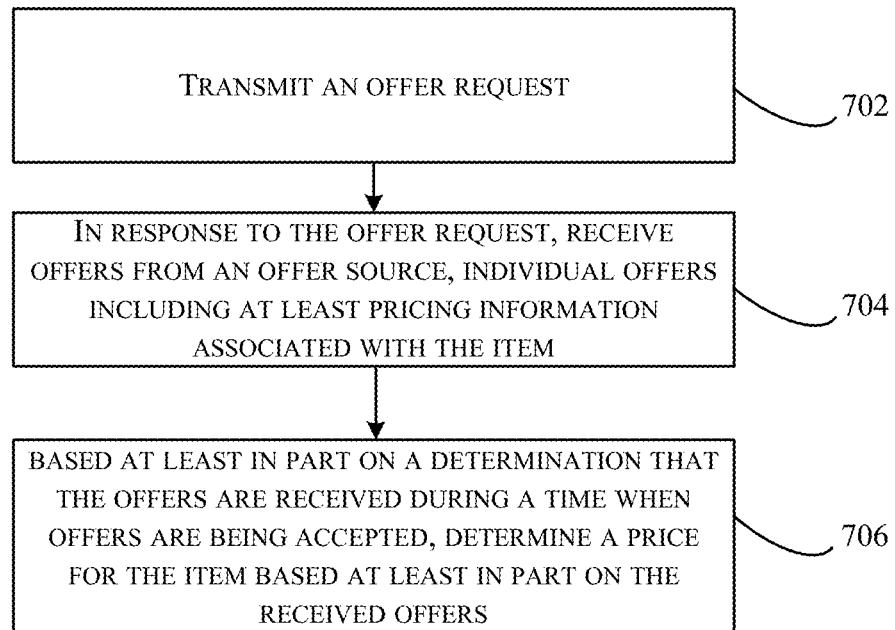 TRANSMIT AN OFFER REQUEST
702
IN RESPONSE TO THE OFFER REQUEST, RECEIVE
OFFERS FROM AN OFFER SOURCE, INDIVIDUAL OFFERS
INCLUDING AT LEAST PRICING INFORMATION
ASSOCIATED WITH THE ITEM
704
BASED AT LEAST IN PART ON A DETERMINATION THAT
THE OFFERS ARE RECEIVED DURING A TIME WHEN
OFFERS ARE BEING ACCEPTED, DETERMINE A PRICE
FOR THE ITEM BASED AT LEAST IN PART ON THE
RECEIVED OFFERS
706